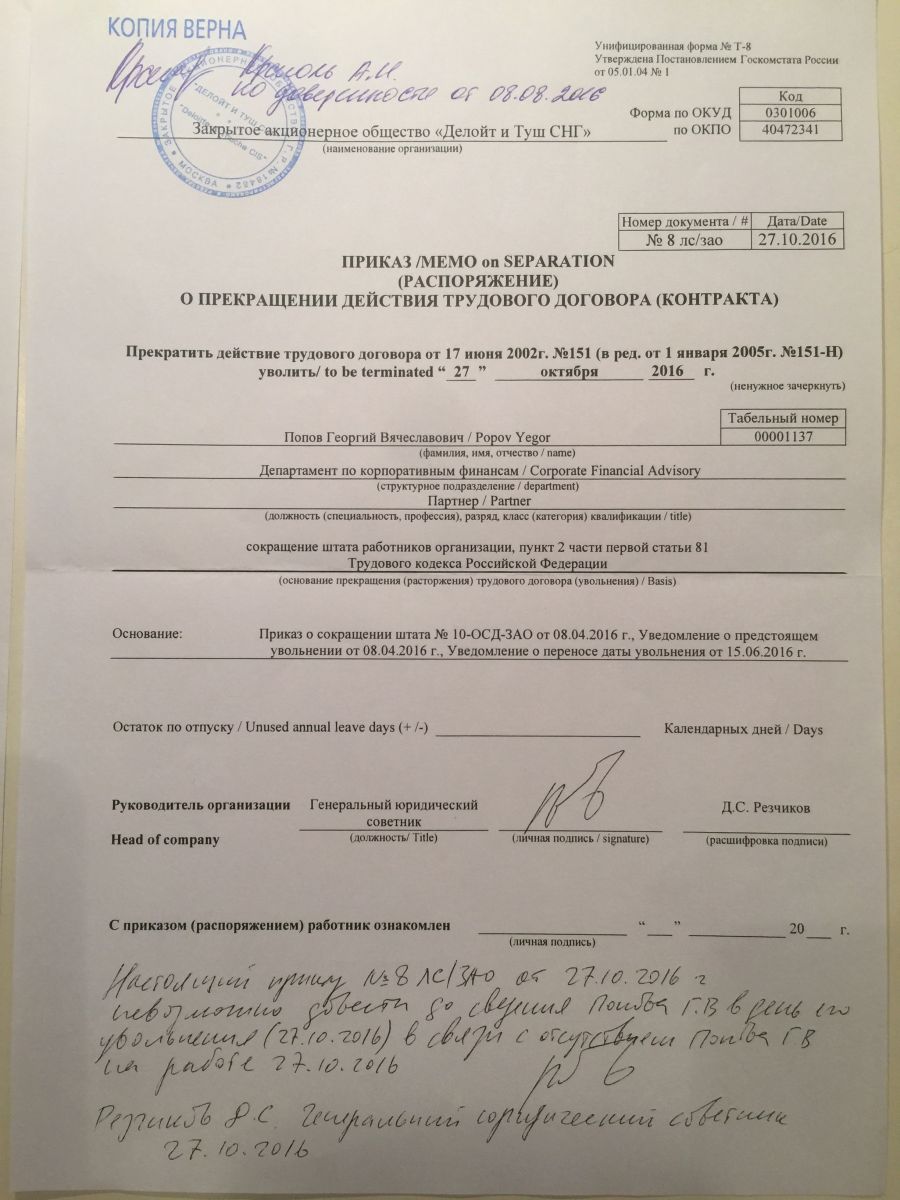 КОПИЯ ВЕРНА
Кремоль А.И.
по доверенности от 08.08.2016
Унифицированная форма № Т-8
Утверждена Постановлением Госкомстата России
от 05.01.04 № 1
Код
Форма по ОКУД 0301006
по ОКПО 40472341
"ДЕЛОЙТ И ТУШ СНГ"
МОСКВА
Закрытое акционерное общество «Делойт и Туш СНГ»
(наименование организации)
Номер документа / # Дата/Date
№ 8 лс/зао 27.10.2016
ПРИКАЗ /MEMO on SEPARATION
(РАСПОРЯЖЕНИЕ)
О ПРЕКРАЩЕНИИ ДЕЙСТВИЯ ТРУДОВОГО ДОГОВОРА (КОНТРАКТА)
Прекратить действие трудового договора от 17 июня 2002г. №151 (в ред. от 1 января 2005г. №151-Н)
уволить/ to be terminated “ 27 ” октября 2016 г.
(ненужное зачеркнуть)
Табельный номер
00001137
Попов Георгий Вячеславович / Popov Yegor
(фамилия, имя, отчество / name)
Департамент по корпоративным финансам / Corporate Financial Advisory
(структурное подразделение / department)
Партнер / Partner
(должность (специальность, профессия), разряд, класс (категория) квалификации / title)
сокращение штата работников организации, пункт 2 части первой статьи 81
Трудового кодекса Российской Федерации
(основание прекращения (расторжения) трудового договора (увольнения) / Basis)
Основание: Приказ о сокращении штата № 10-ОСД-ЗАО от 08.04.2016 г., Уведомление о предстоящем
увольнении от 08.04.2016 г., Уведомление о переносе даты увольнения от 15.06.2016 г.
Остаток по отпуску / Unused annual leave days (+ /-) Календарных дней / Days
Руководитель организации Генеральный юридический
советник Д.С. Резчиков
Head of company (должность/ Title) (личная подпись / signature) (расшифровка подписи)
С приказом (распоряжением) работник ознакомлен “ ” 20 г.
(личная подпись)
Настоящий приказ №8 ЛС/ЗАО от 27.10.2016 г
невозможно довести до сведения Попова Г.В в день его
увольнения (27.10.2016) в связи с отсутствием Попова ГВ
на работе 27.10.2016
Резчиков Д.С. Генеральный юридический советник
27.10.2016